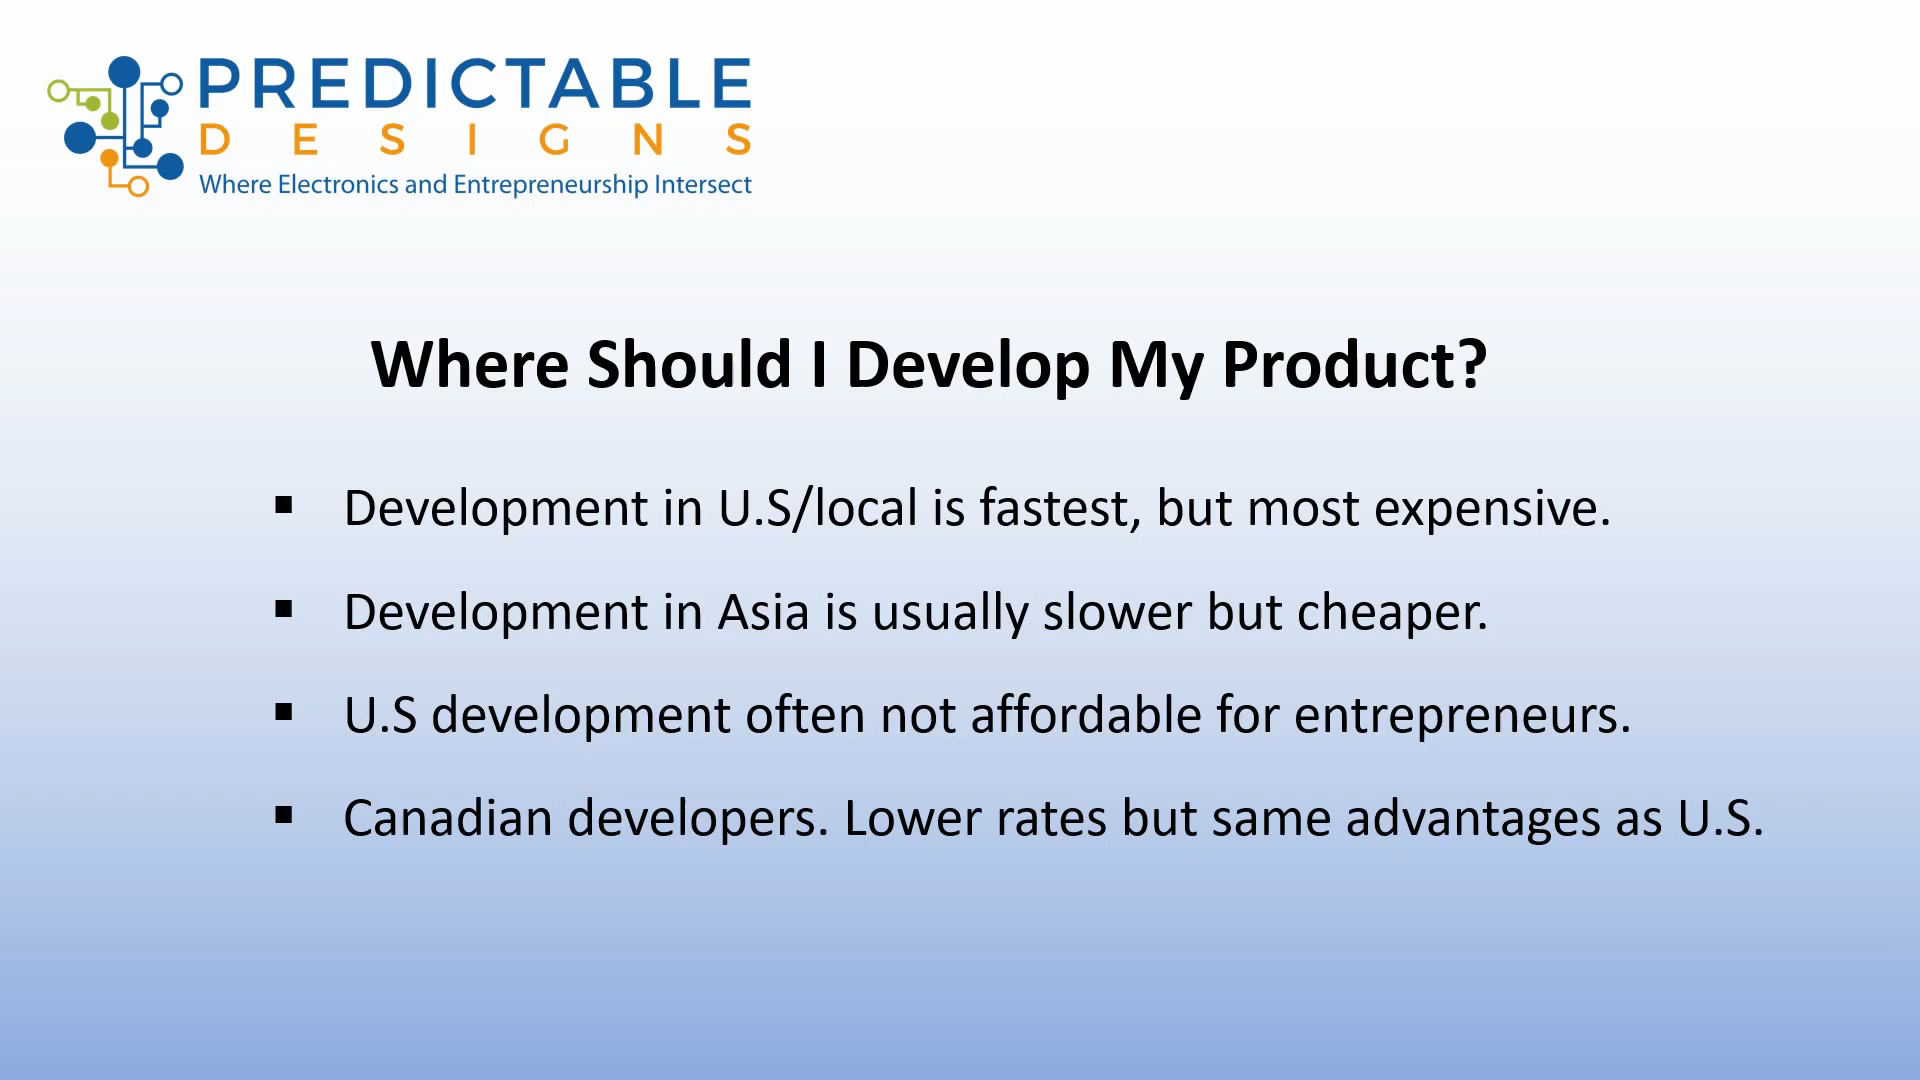 PREDICTABLE
DESIGNS
Where Electronics and Entrepreneurship Intersect
Where Should I Develop My Product?
▪ Development in U.S/local is fastest, but most expensive.
▪ Development in Asia is usually slower but cheaper.
▪ U.S development often not affordable for entrepreneurs.
▪ Canadian developers. Lower rates but same advantages as U.S.